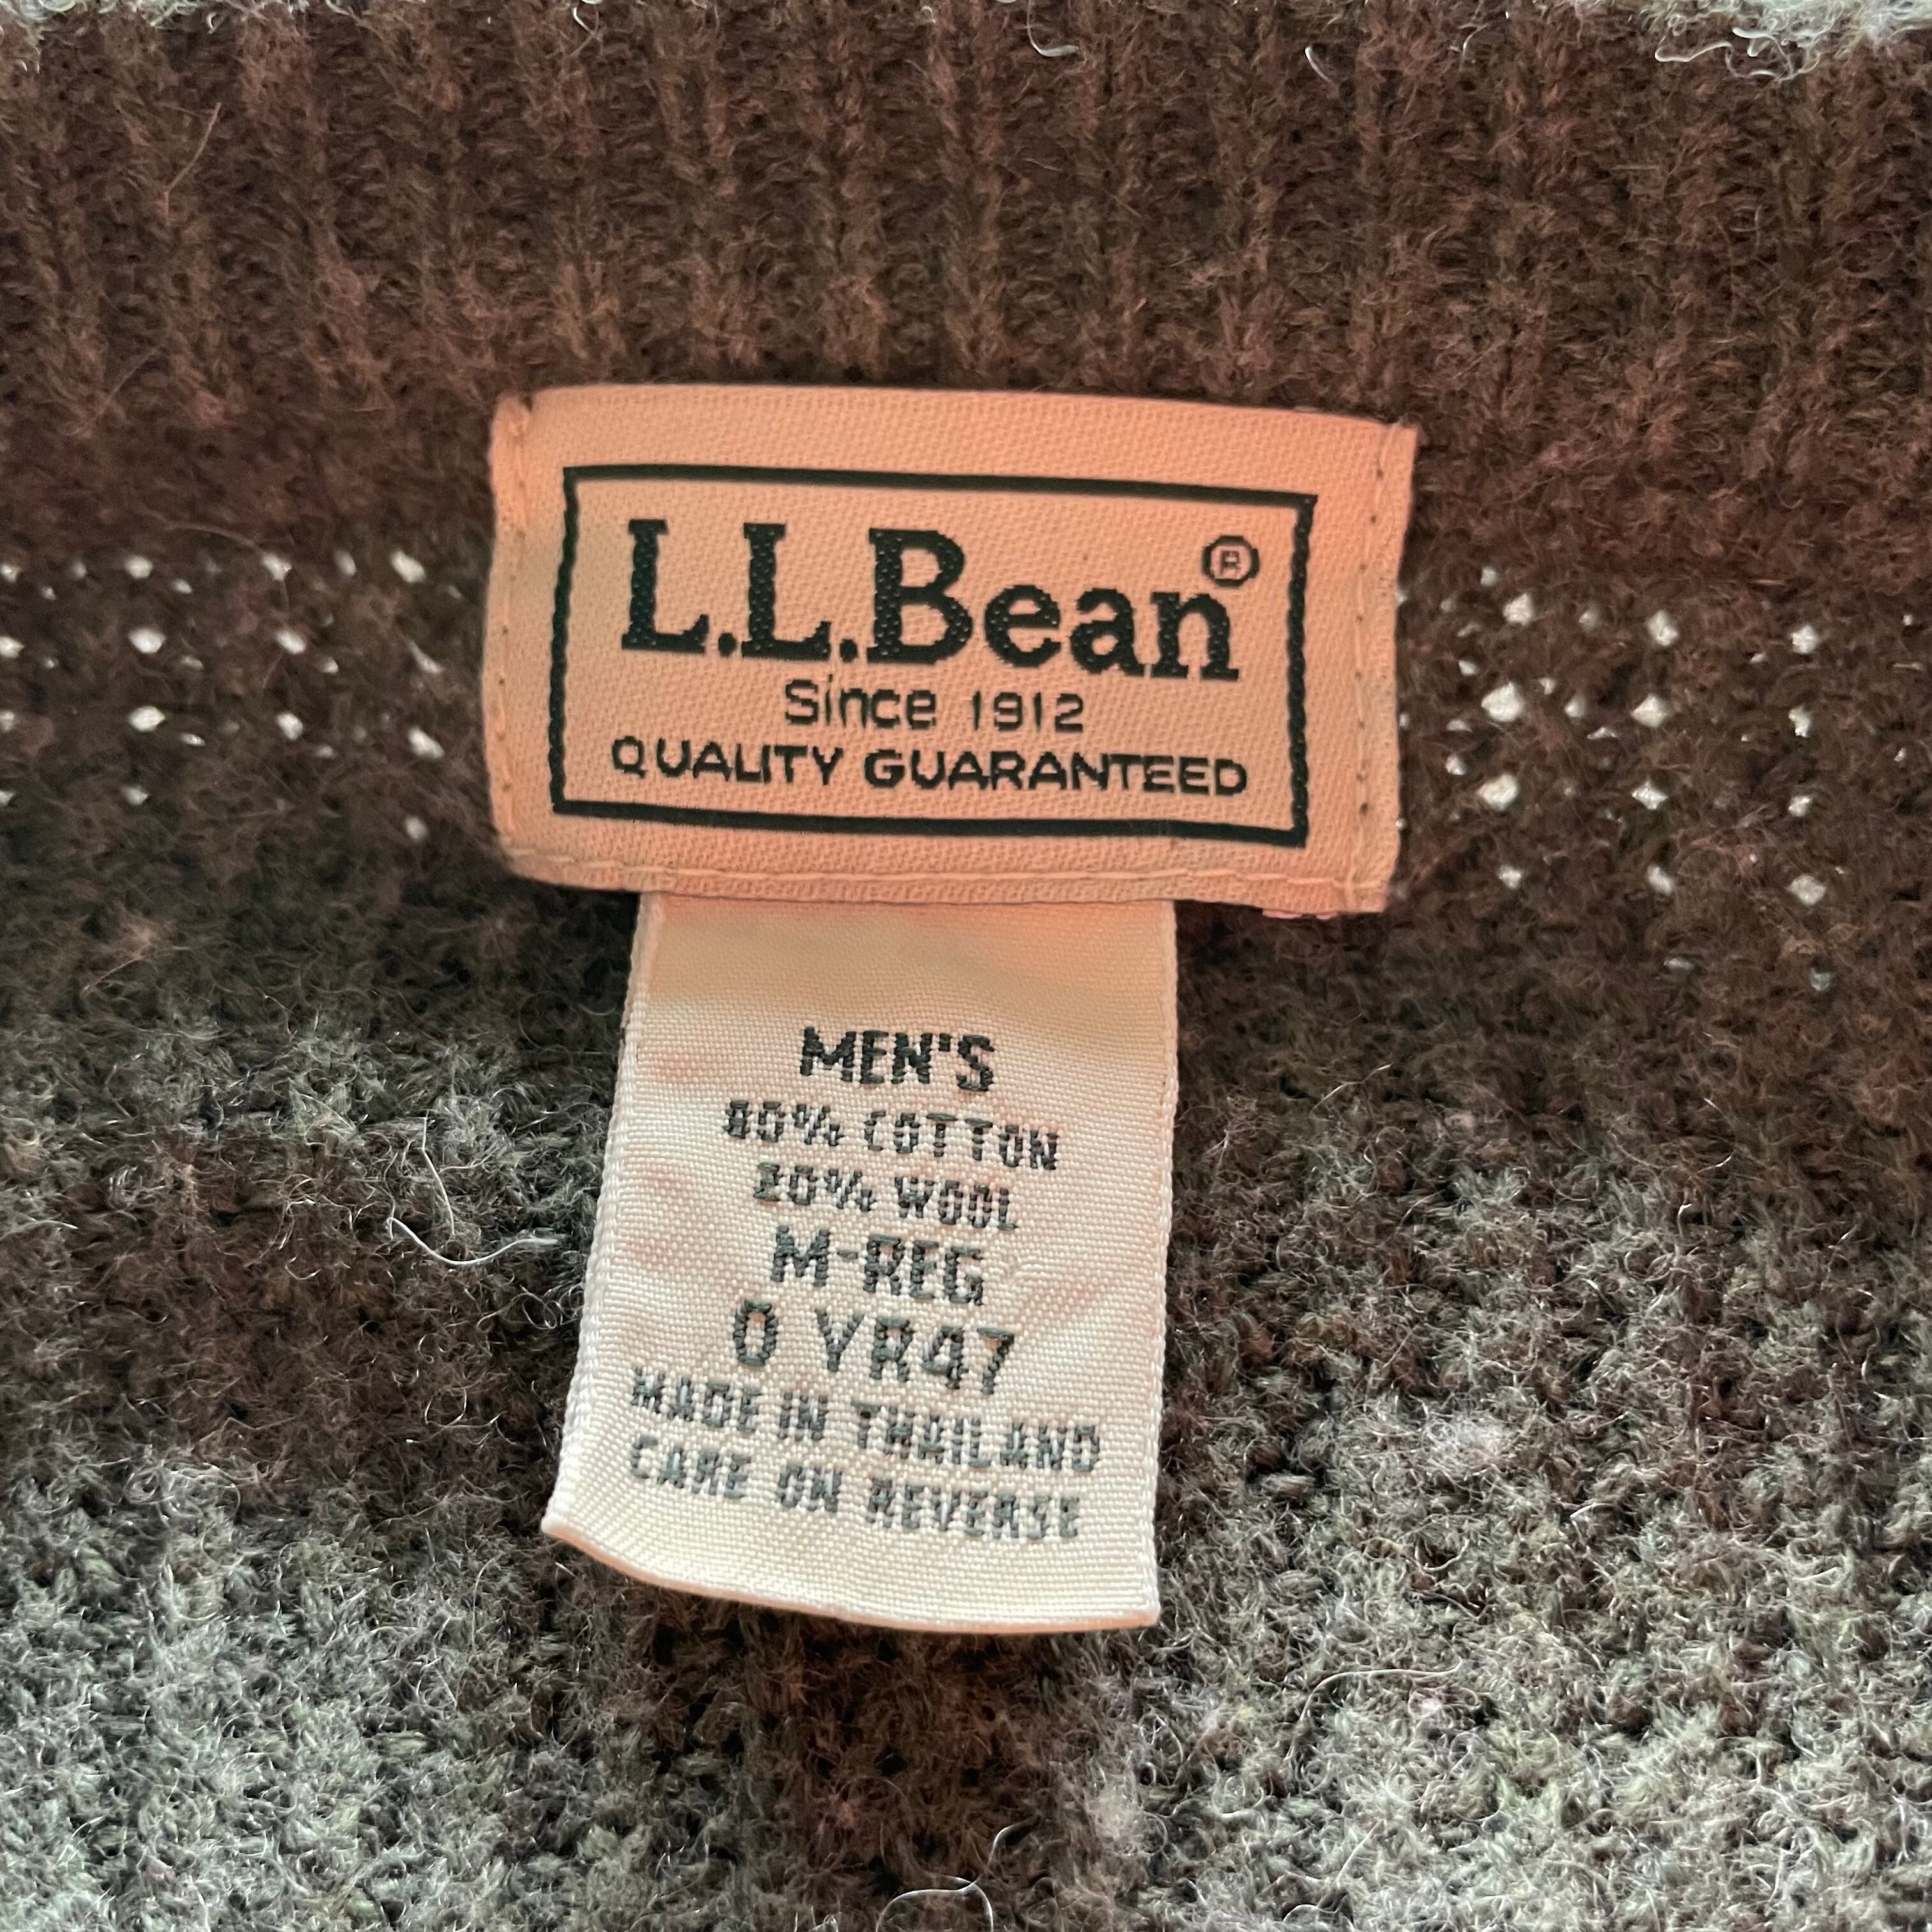 L.L.Bean®
Since 1912
QUALITY GUARANTEED
MEN'S
80% COTTON
20% WOOL
M-REG
0 YR47
MADE IN THAILAND
CARE ON REVERSE